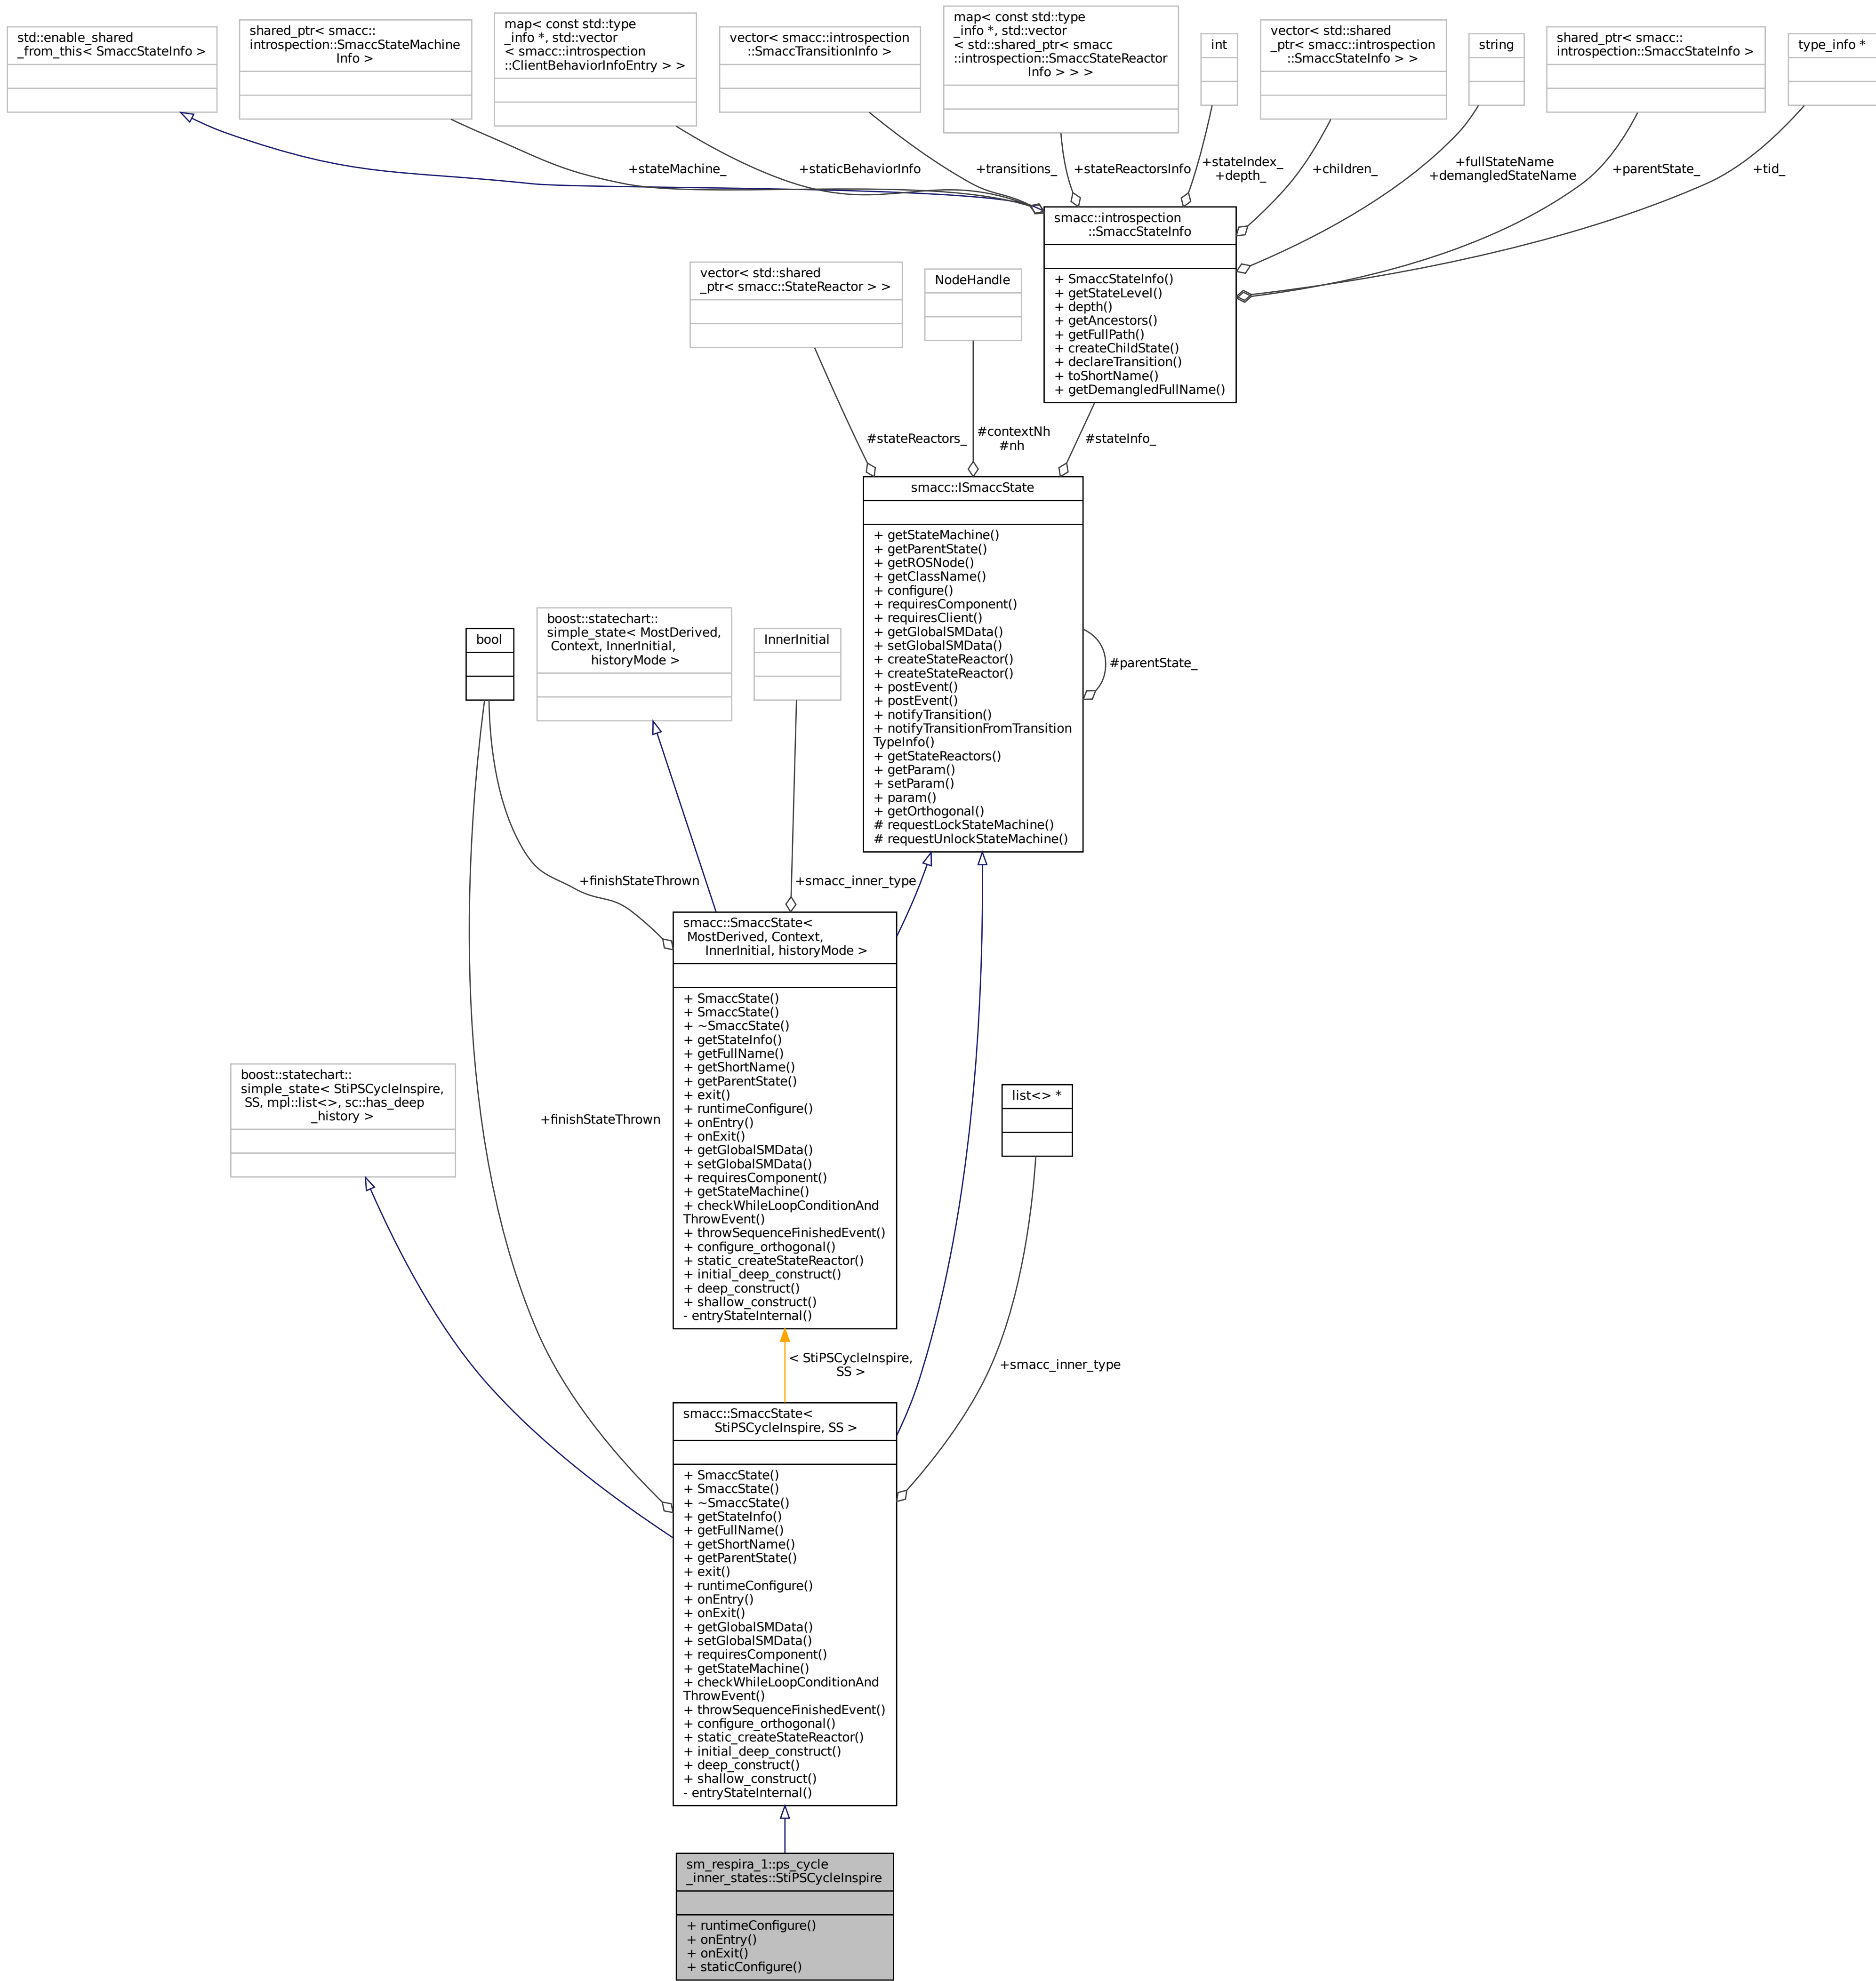 std::enable_shared
_from_this< SmaccStateInfo >
shared_ptr< smacc::
introspection::SmaccStateMachine
Info >
map< const std::type
_info *, std::vector
< smacc::introspection
::ClientBehaviorInfoEntry > >
vector< smacc::introspection
::SmaccTransitionInfo >
map< const std::type
_info *, std::vector
< std::shared_ptr< smacc
::introspection::SmaccStateReactor
Info > > >
int
vector< std::shared
_ptr< smacc::introspection
::SmaccStateInfo > >
string
shared_ptr< smacc::
introspection::SmaccStateInfo >
type_info *
+stateMachine_
+staticBehaviorInfo
+transitions_
+stateReactorsInfo
+stateIndex_
+depth_
+children_
+fullStateName
+demangledStateName
+parentState_
+tid_
smacc::introspection
::SmaccStateInfo
+ SmaccStateInfo()
+ getStateLevel()
+ depth()
+ getAncestors()
+ getFullPath()
+ createChildState()
+ declareTransition()
+ toShortName()
+ getDemangledFullName()
vector< std::shared
_ptr< smacc::StateReactor > >
NodeHandle
#stateReactors_
#contextNh
#nh
#stateInfo_
smacc::ISmaccState
+ getStateMachine()
+ getParentState()
+ getROSNode()
+ getClassName()
+ configure()
+ requiresComponent()
+ requiresClient()
+ getGlobalSMData()
+ setGlobalSMData()
+ createStateReactor()
+ createStateReactor()
+ postEvent()
+ postEvent()
+ notifyTransition()
+ notifyTransitionFromTransition
TypeInfo()
+ getStateReactors()
+ getParam()
+ setParam()
+ param()
+ getOrthogonal()
# requestLockStateMachine()
# requestUnlockStateMachine()
#parentState_
bool
boost::statechart::
simple_state< MostDerived,
Context, InnerInitial,
historyMode >
InnerInitial
+finishStateThrown
+smacc_inner_type
smacc::SmaccState<
MostDerived, Context,
InnerInitial, historyMode >
+ SmaccState()
+ SmaccState()
+ ~SmaccState()
+ getStateInfo()
+ getFullName()
+ getShortName()
+ getParentState()
+ exit()
+ runtimeConfigure()
+ onEntry()
+ onExit()
+ getGlobalSMData()
+ setGlobalSMData()
+ requiresComponent()
+ getStateMachine()
+ checkWhileLoopConditionAnd
ThrowEvent()
+ throwSequenceFinishedEvent()
+ configure_orthogonal()
+ static_createStateReactor()
+ initial_deep_construct()
+ deep_construct()
+ shallow_construct()
- entryStateInternal()
boost::statechart::
simple_state< StiPSCycleInspire,
SS, mpl::list<>, sc::has_deep
_history >
+finishStateThrown
list<> *
< StiPSCycleInspire,
SS >
+smacc_inner_type
smacc::SmaccState<
StiPSCycleInspire, SS >
+ SmaccState()
+ SmaccState()
+ ~SmaccState()
+ getStateInfo()
+ getFullName()
+ getShortName()
+ getParentState()
+ exit()
+ runtimeConfigure()
+ onEntry()
+ onExit()
+ getGlobalSMData()
+ setGlobalSMData()
+ requiresComponent()
+ getStateMachine()
+ checkWhileLoopConditionAnd
ThrowEvent()
+ throwSequenceFinishedEvent()
+ configure_orthogonal()
+ static_createStateReactor()
+ initial_deep_construct()
+ deep_construct()
+ shallow_construct()
- entryStateInternal()
sm_respira_1::ps_cycle
_inner_states::StiPSCycleInspire
+ runtimeConfigure()
+ onEntry()
+ onExit()
+ staticConfigure()